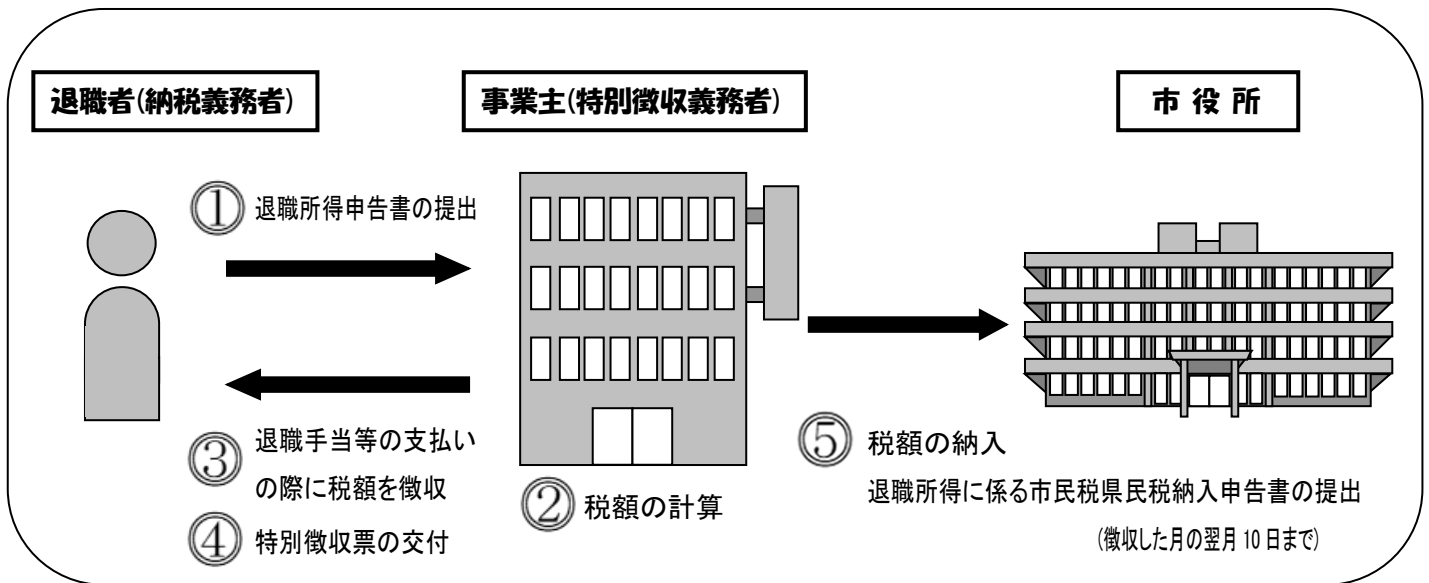 退職者(納税義務者)
事業主(特別徴収義務者)
市役所
① 退職所得申告書の提出
③ 退職手当等の支払い
の際に税額を徴収
④ 特別徴収票の交付
② 税額の計算
⑤ 税額の納入
退職所得に係る市民税県民税納入申告書の提出
(徴収した月の翌月 10 日まで)